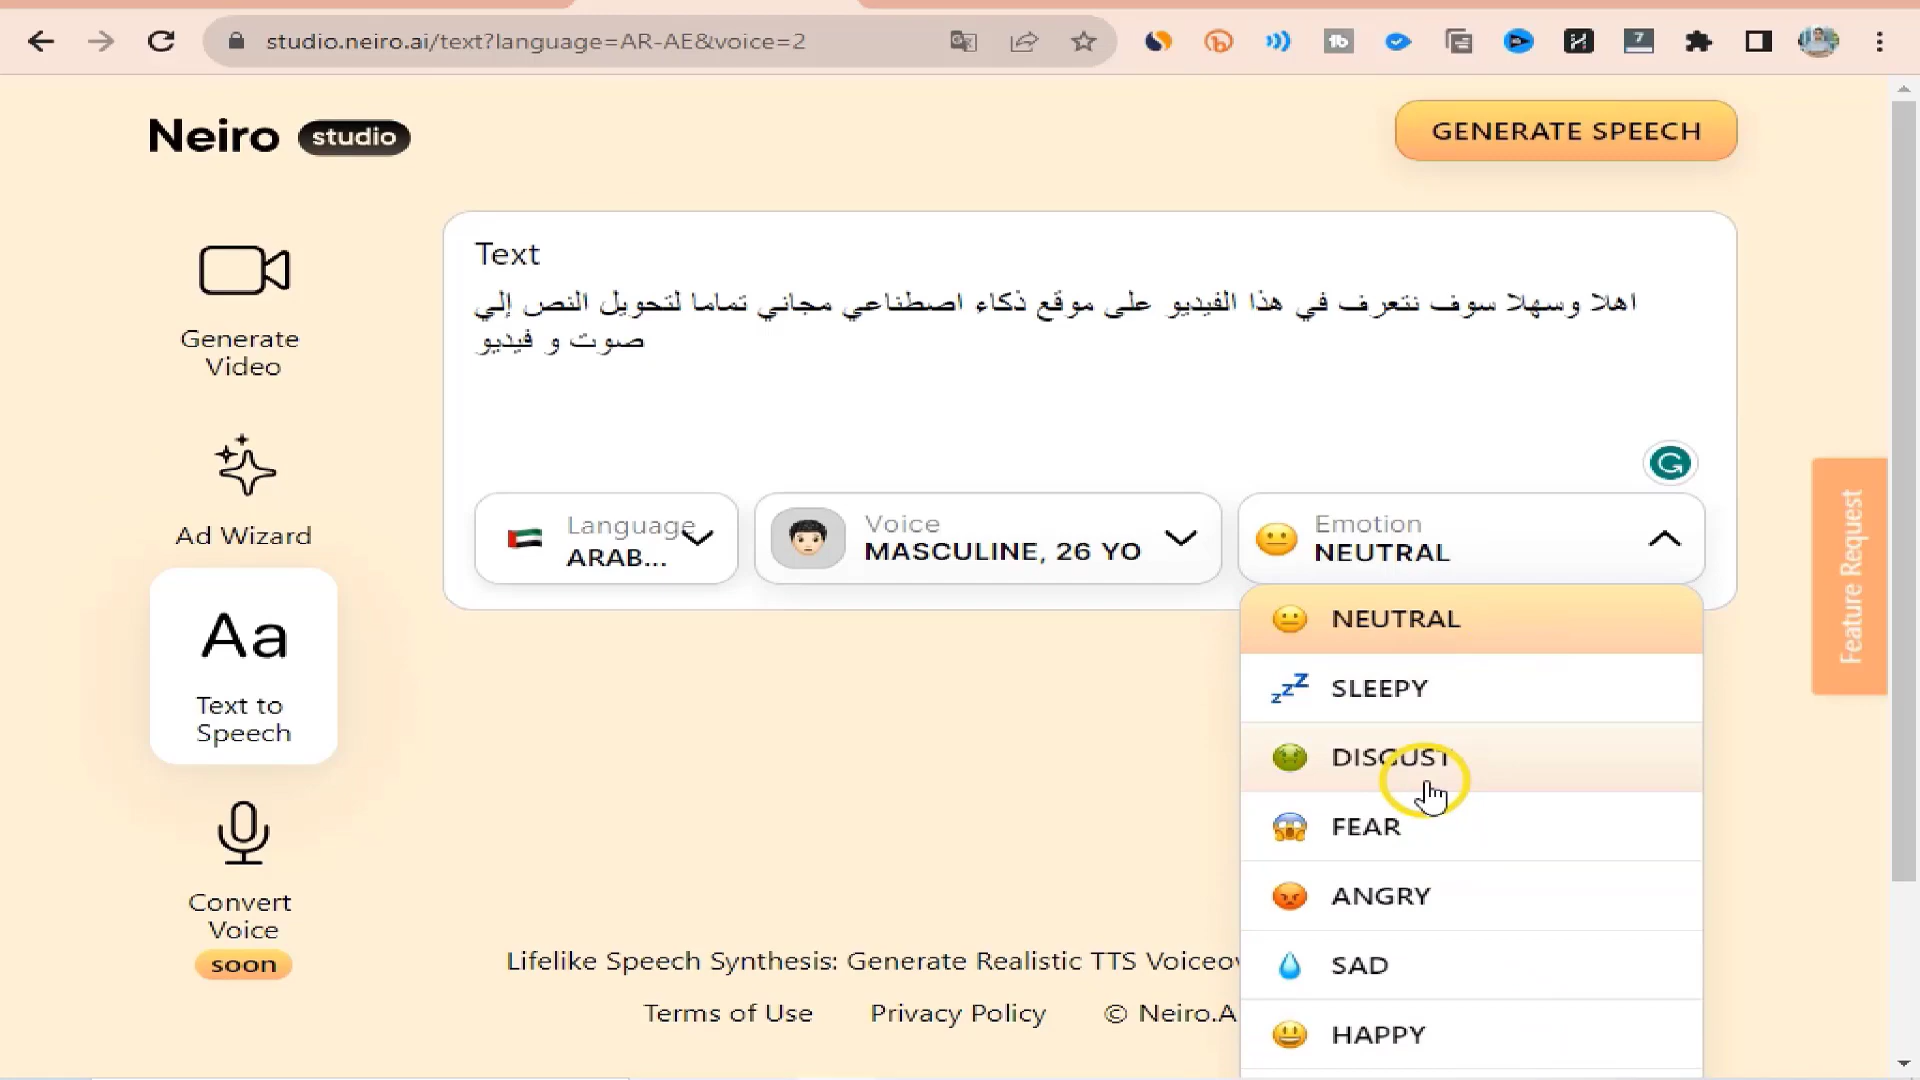 studio.neiro.ai/text?language=AR-AE&voice=2
7
Neiro studio
GENERATE SPEECH
Generate
Video
Ad Wizard
Aa
Text to
Speech
Convert
Voice
soon
Text
اهلا وسهلا سوف نتعرف في هذا الفيديو على موقع ذكاء اصطناعي مجاني تماما لتحويل النص إلي
صوت و فيديو
Language
ARAB...
Voice
MASCULINE, 26 YO
Emotion
NEUTRAL
NEUTRAL
SLEEPY
DISGUST
FEAR
ANGRY
SAD
HAPPY
Feature Request
Lifelike Speech Synthesis: Generate Realistic TTS
Terms of Use
Privacy Policy
© Neiro.A